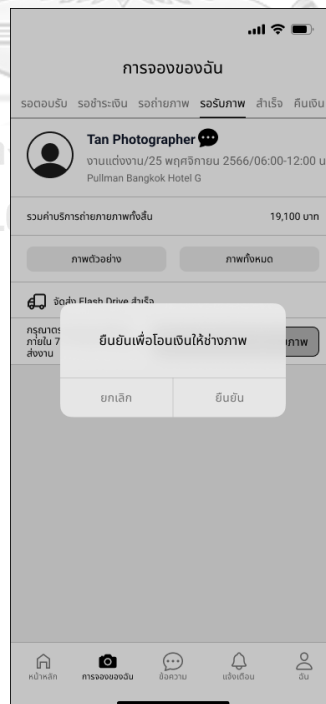 การจองของฉัน
รอตอบรับ รอชำระเงิน รอถ่ายภาพ รอรับภาพ สำเร็จ คืนเงิน
Tan Photographer
งานแต่งงาน/25 พฤศจิกายน 2566/06:00-12:00 น
Pullman Bangkok Hotel G
รวมค่าบริการถ่ายภายภาพทั้งสิ้น 19,100 บาท
ภาพตัวอย่าง ภาพทั้งหมด
จัดส่ง Flash Drive สำเร็จ
กรุณาตร
ภายใน 7
ส่งงาน
ภาพ
ยืนยันเพื่อโอนเงินให้ช่างภาพ
ยกเลิก ยืนยัน
หน้าหลัก การจองของฉัน ข้อความ แจ้งเตือน ฉัน